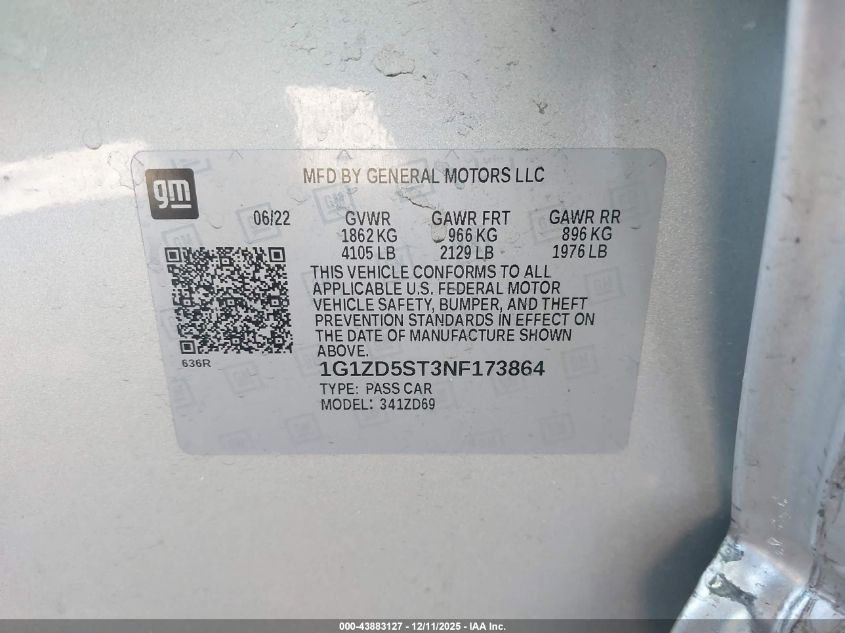 MFD BY GENERAL MOTORS LLC
gm
06/22 GVWR GAWR FRT GAWR RR
1862 KG 966 KG 896 KG
4105 LB 2129 LB 1976 LB
THIS VEHICLE CONFORMS TO ALL
APPLICABLE U.S. FEDERAL MOTOR
VEHICLE SAFETY, BUMPER, AND THEFT
PREVENTION STANDARDS IN EFFECT ON
THE DATE OF MANUFACTURE SHOWN
ABOVE.
636R
1G1ZD5ST3NF173864
TYPE: PASS CAR
MODEL: 341ZD69
000-43883127 - 12/11/2025 - IAA Inc.